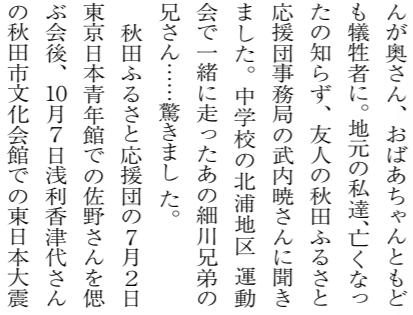 んが奥さん、おばあちゃんともど
も犠牲者に。地元の私達、亡くなっ
たの知らず、友人の秋田ふるさと
応援団事務局の武内暁さんに聞き
ました。中学校の北浦地区 運動
会で一緒に走ったあの細川兄弟の
兄さん……驚きまし た。
　秋田ふるさと応援団の７月２日
東京日本青年館での佐野さんを偲
ぶ会後、10月７日浅利香津代さん
の秋田市文化会館での東日本大震